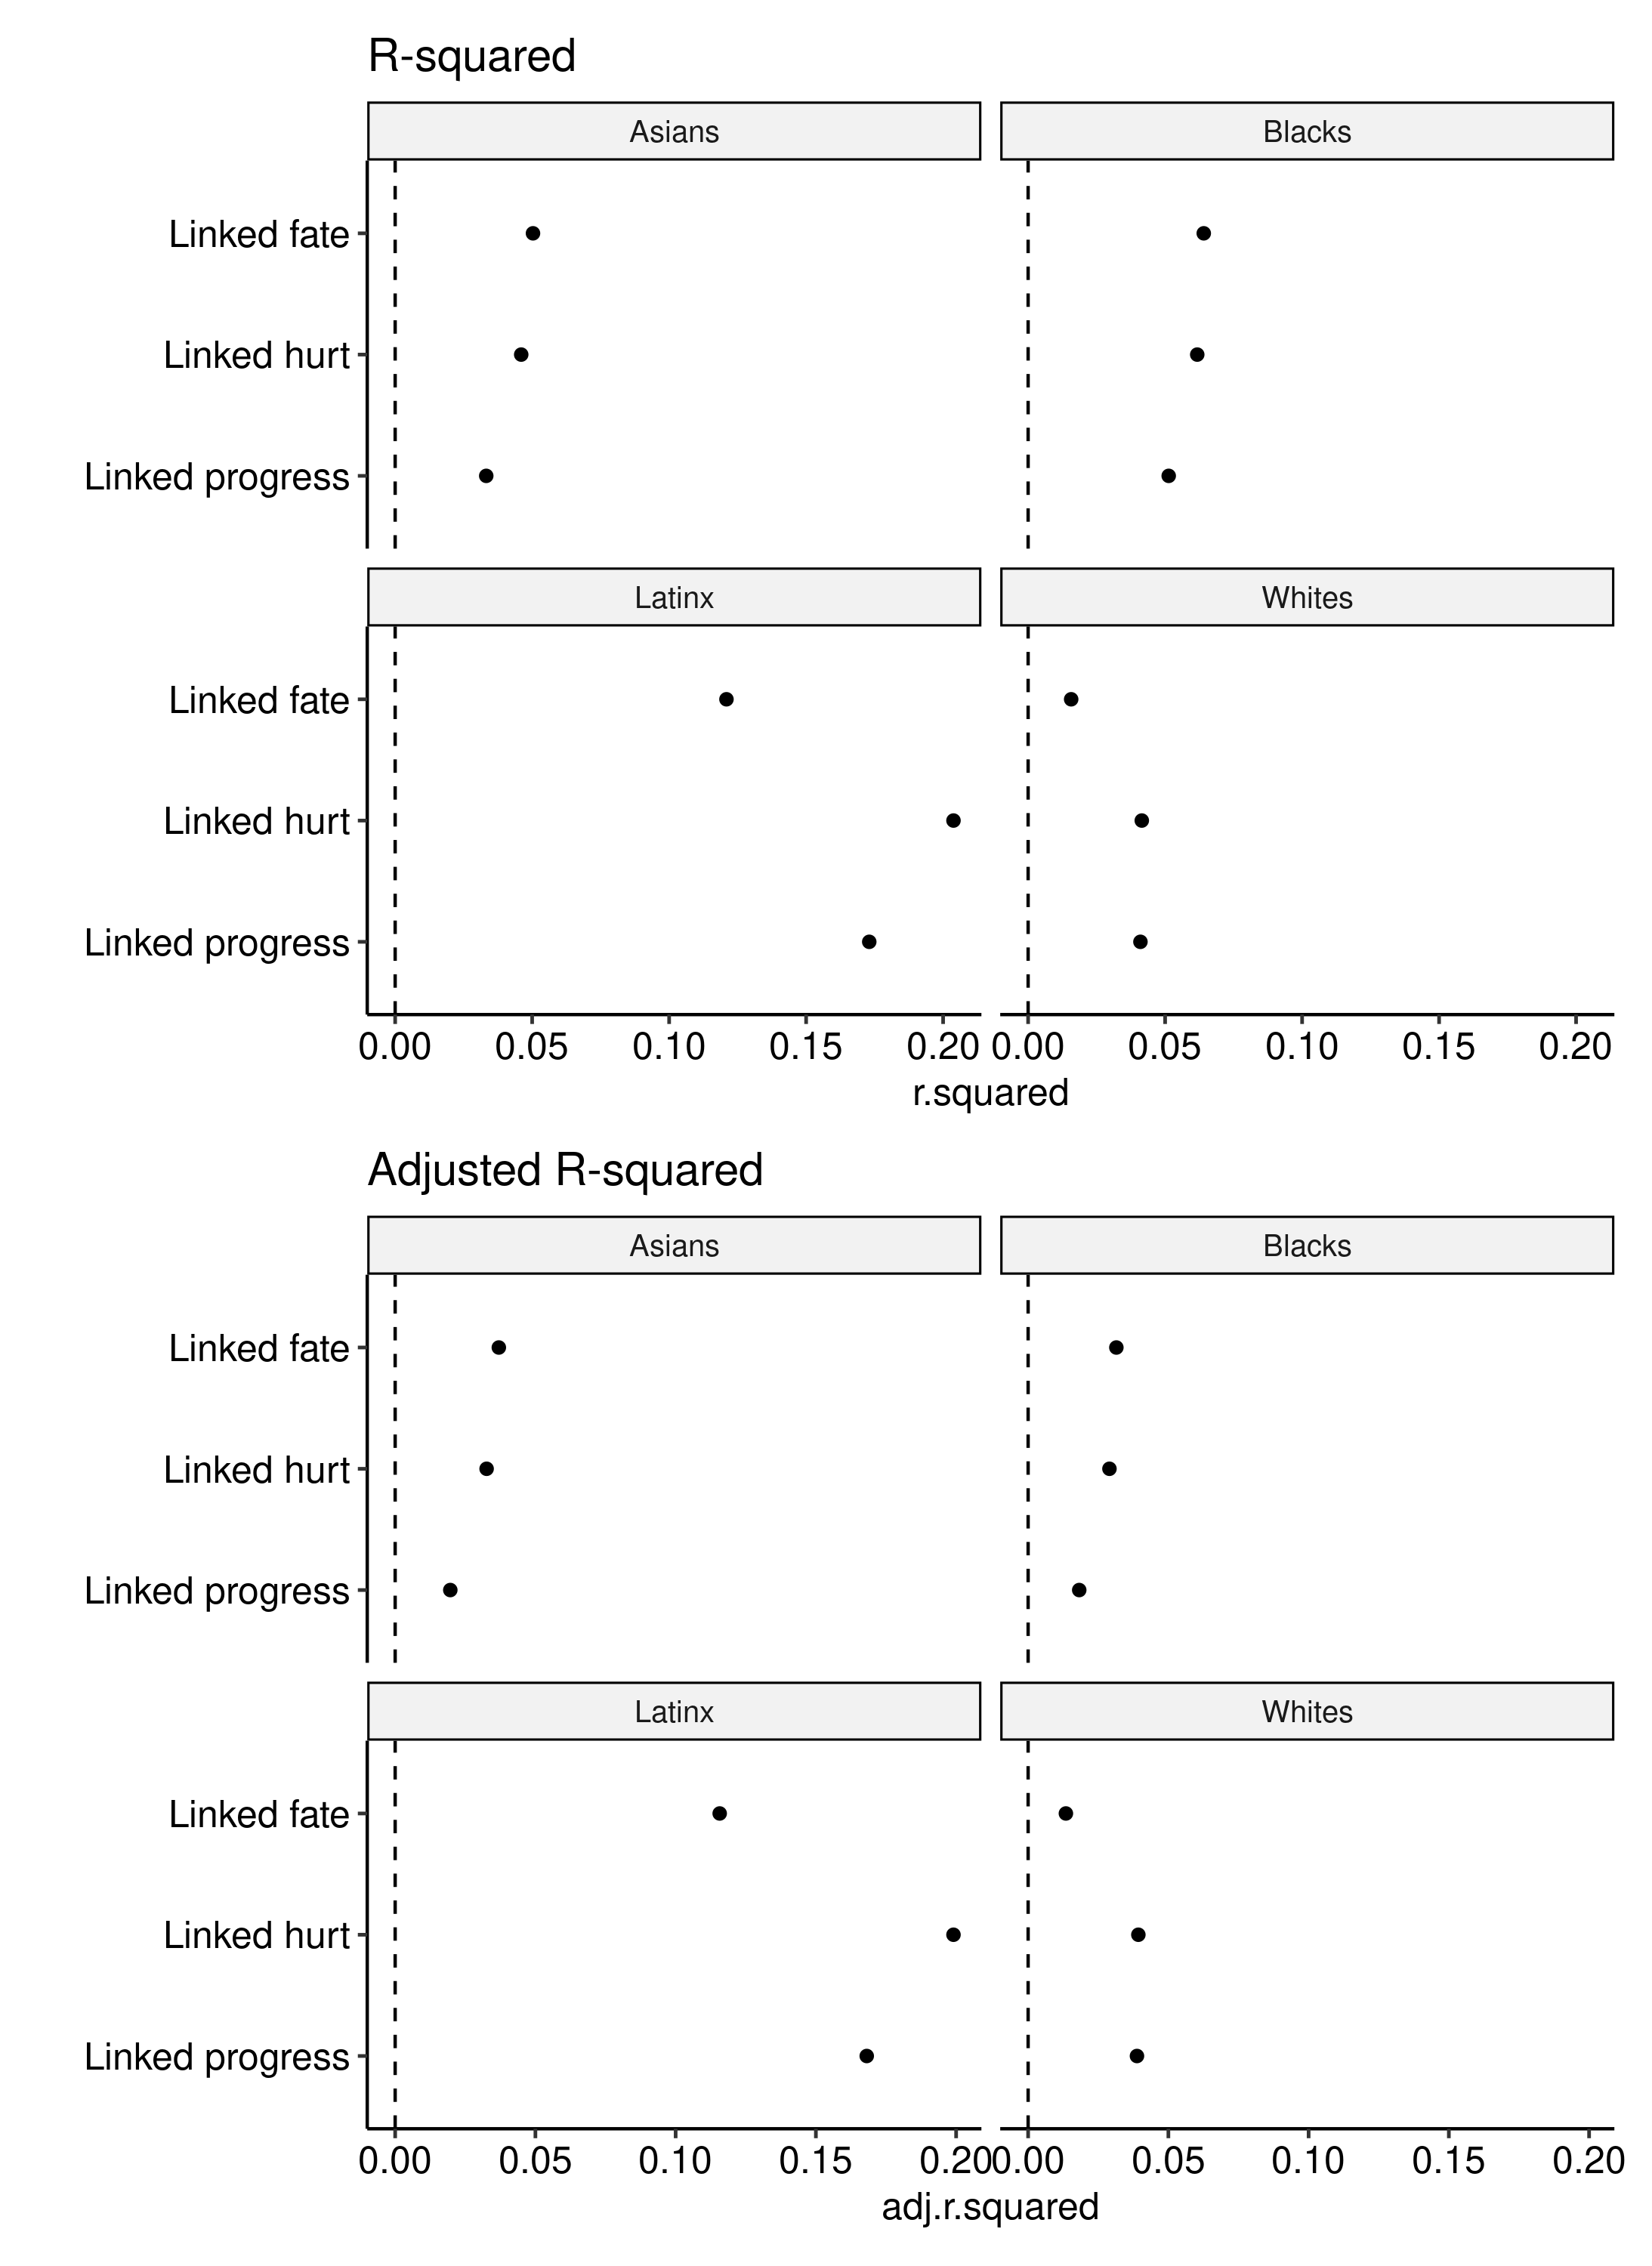 R-squared
Asians Blacks
Linked fate
Linked hurt
Linked progress
Latinx Whites
Linked fate
Linked hurt
Linked progress
0.00 0.05 0.10 0.15 0.20 0.00 0.05 0.10 0.15 0.20
r.squared
Adjusted R-squared
Asians Blacks
Linked fate
Linked hurt
Linked progress
Latinx Whites
Linked fate
Linked hurt
Linked progress
0.00 0.05 0.10 0.15 0.20 0.00 0.05 0.10 0.15 0.20
adj.r.squared